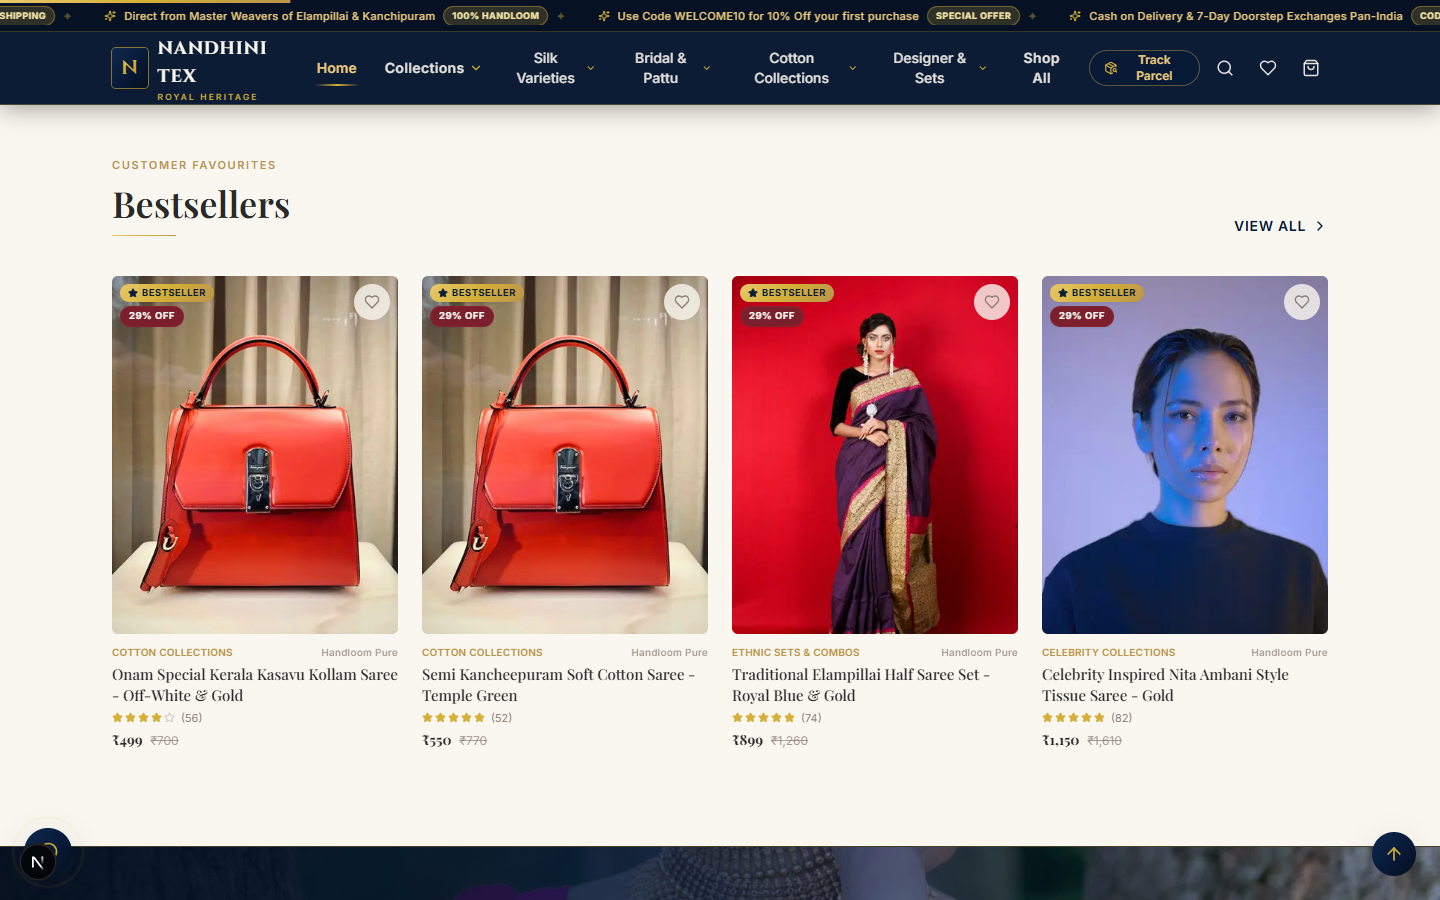 SHIPPING Direct from Master Weavers of Elampillai & Kanchipuram 100% HANDLOOM Use Code WELCOME10 for 10% Off your first purchase SPECIAL OFFER Cash on Delivery & 7-Day Doorstep Exchanges Pan-India COD
N
NANDHINI
TEX
ROYAL HERITAGE
Home
Collections
Silk
Varieties
Bridal &
Pattu
Cotton
Collections
Designer &
Sets
Shop
All
Track
Parcel
CUSTOMER FAVOURITES
Bestsellers
VIEW ALL
BESTSELLER
29% OFF
COTTON COLLECTIONS Handloom Pure
Onam Special Kerala Kasavu Kollam Saree
- Off-White & Gold
(56)
₹499 ₹700
BESTSELLER
29% OFF
COTTON COLLECTIONS Handloom Pure
Semi Kancheepuram Soft Cotton Saree -
Temple Green
(52)
₹550 ₹770
BESTSELLER
29% OFF
ETHNIC SETS & COMBOS Handloom Pure
Traditional Elampillai Half Saree Set -
Royal Blue & Gold
(74)
₹899 ₹1,260
BESTSELLER
29% OFF
CELEBRITY COLLECTIONS Handloom Pure
Celebrity Inspired Nita Ambani Style
Tissue Saree - Gold
(82)
₹1,150 ₹1,610
N